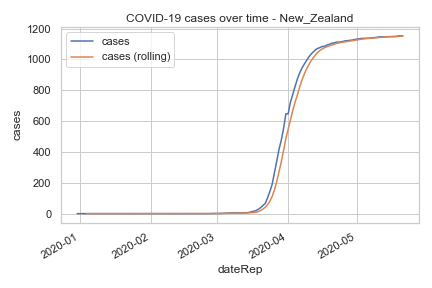 COVID-19 cases over time - New_Zealand
cases
cases (rolling)
1200
1000
800
600
400
200
0
cases
2020-01
2020-02
2020-03
2020-04
2020-05
dateRep